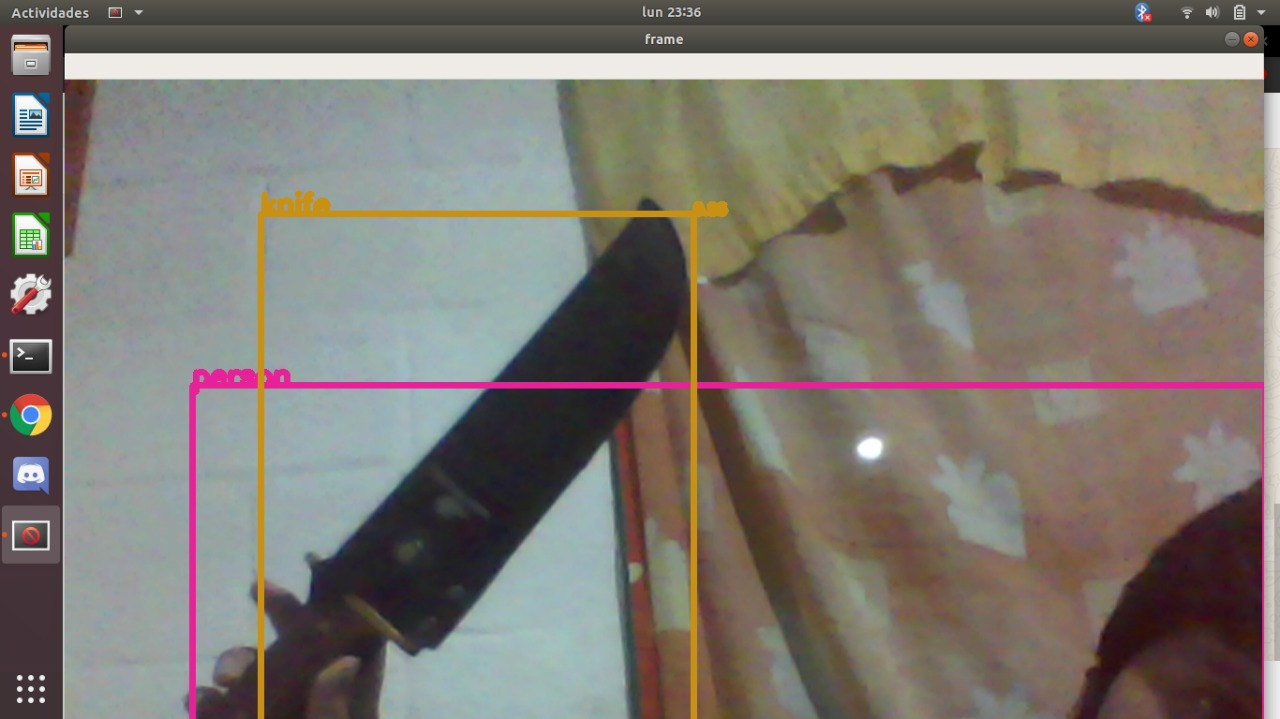 Actividades
lun 23:36
frame
knife
person